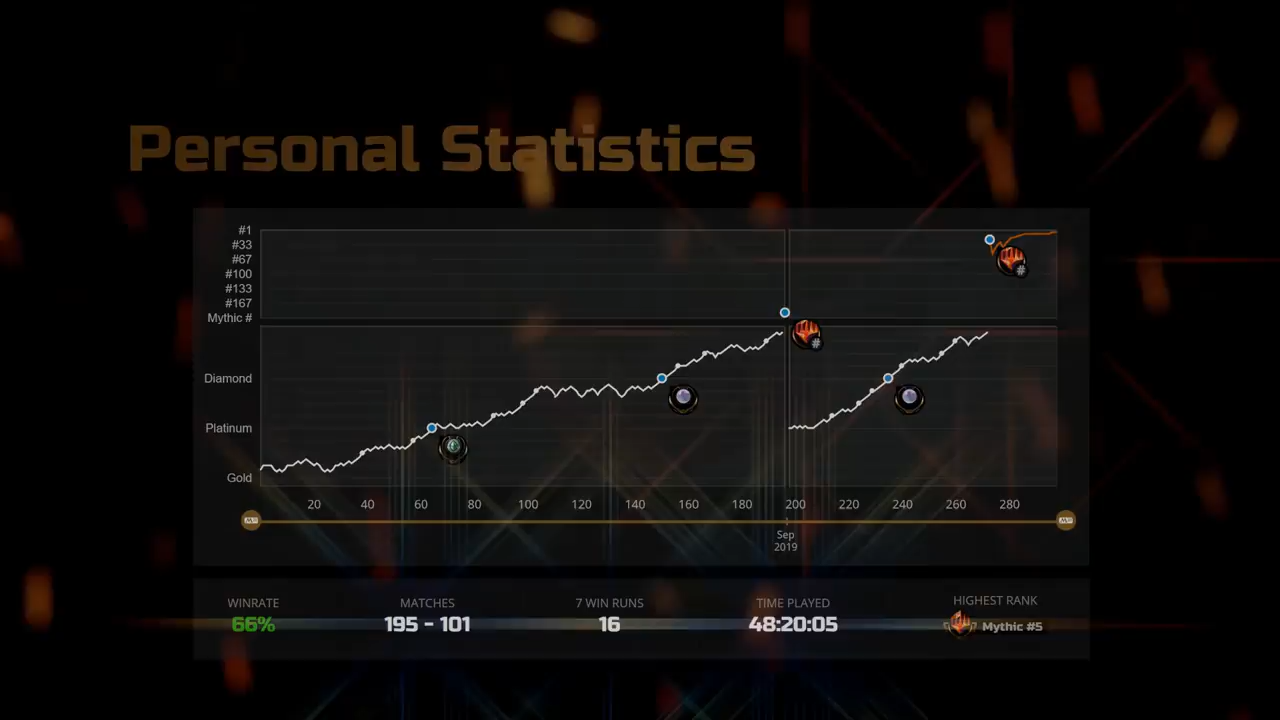 Personal Statistics
#1
#33
#67
#100
#133
#167
Mythic #
Diamond
Platinum
Gold
20 40 60 80 100 120 140 160 180 200 220 240 260 280
Sep
2019
WINRATE MATCHES 7 WIN RUNS TIME PLAYED HIGHEST RANK
66% 195 - 101 16 48:20:05 Mythic #5